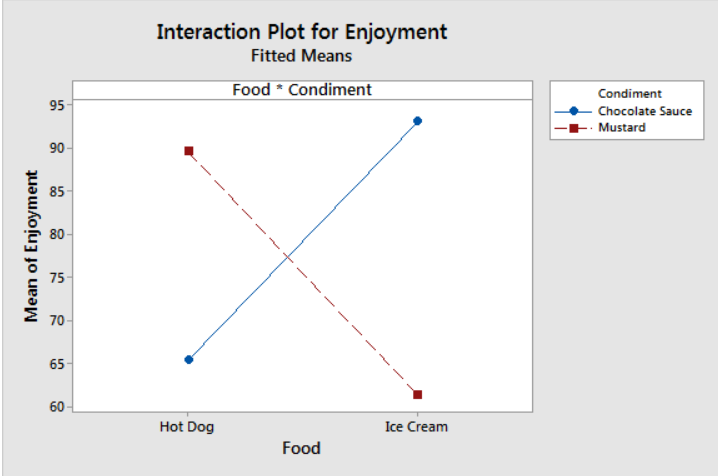 Interaction Plot for Enjoyment
Fitted Means
Food * Condiment
Condiment
Chocolate Sauce
Mustard
Mean of Enjoyment
95
90
85
80
75
70
65
60
Hot Dog
Ice Cream
Food